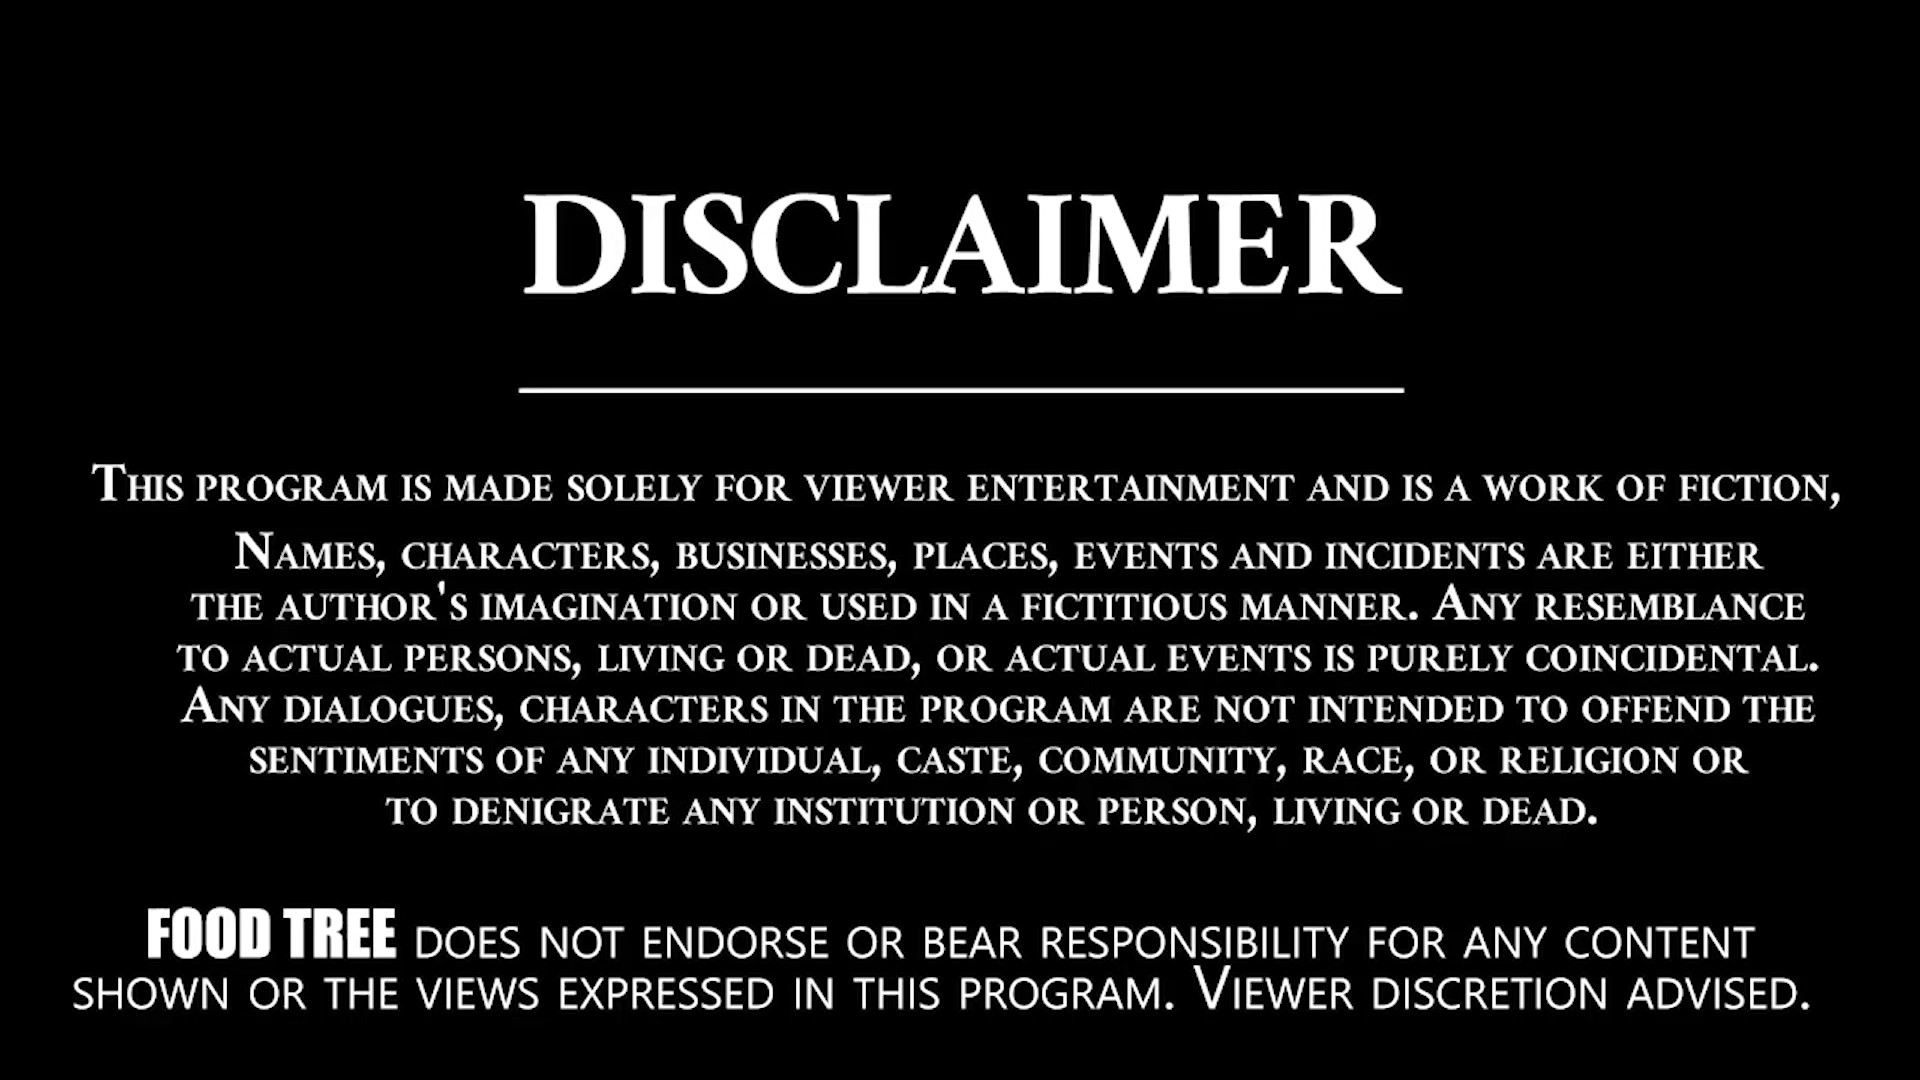 DISCLAIMER
This program is made solely for viewer entertainment and is a work of fiction,
Names, characters, businesses, places, events and incidents are either
the author's imagination or used in a fictitious manner. Any resemblance
to actual persons, living or dead, or actual events is purely coincidental.
Any dialogues, characters in the program are not intended to offend the
sentiments of any individual, caste, community, race, or religion or
to denigrate any institution or person, living or dead.
FOOD TREE does not endorse or bear responsibility for any content
shown or the views expressed in this program. Viewer discretion advised.